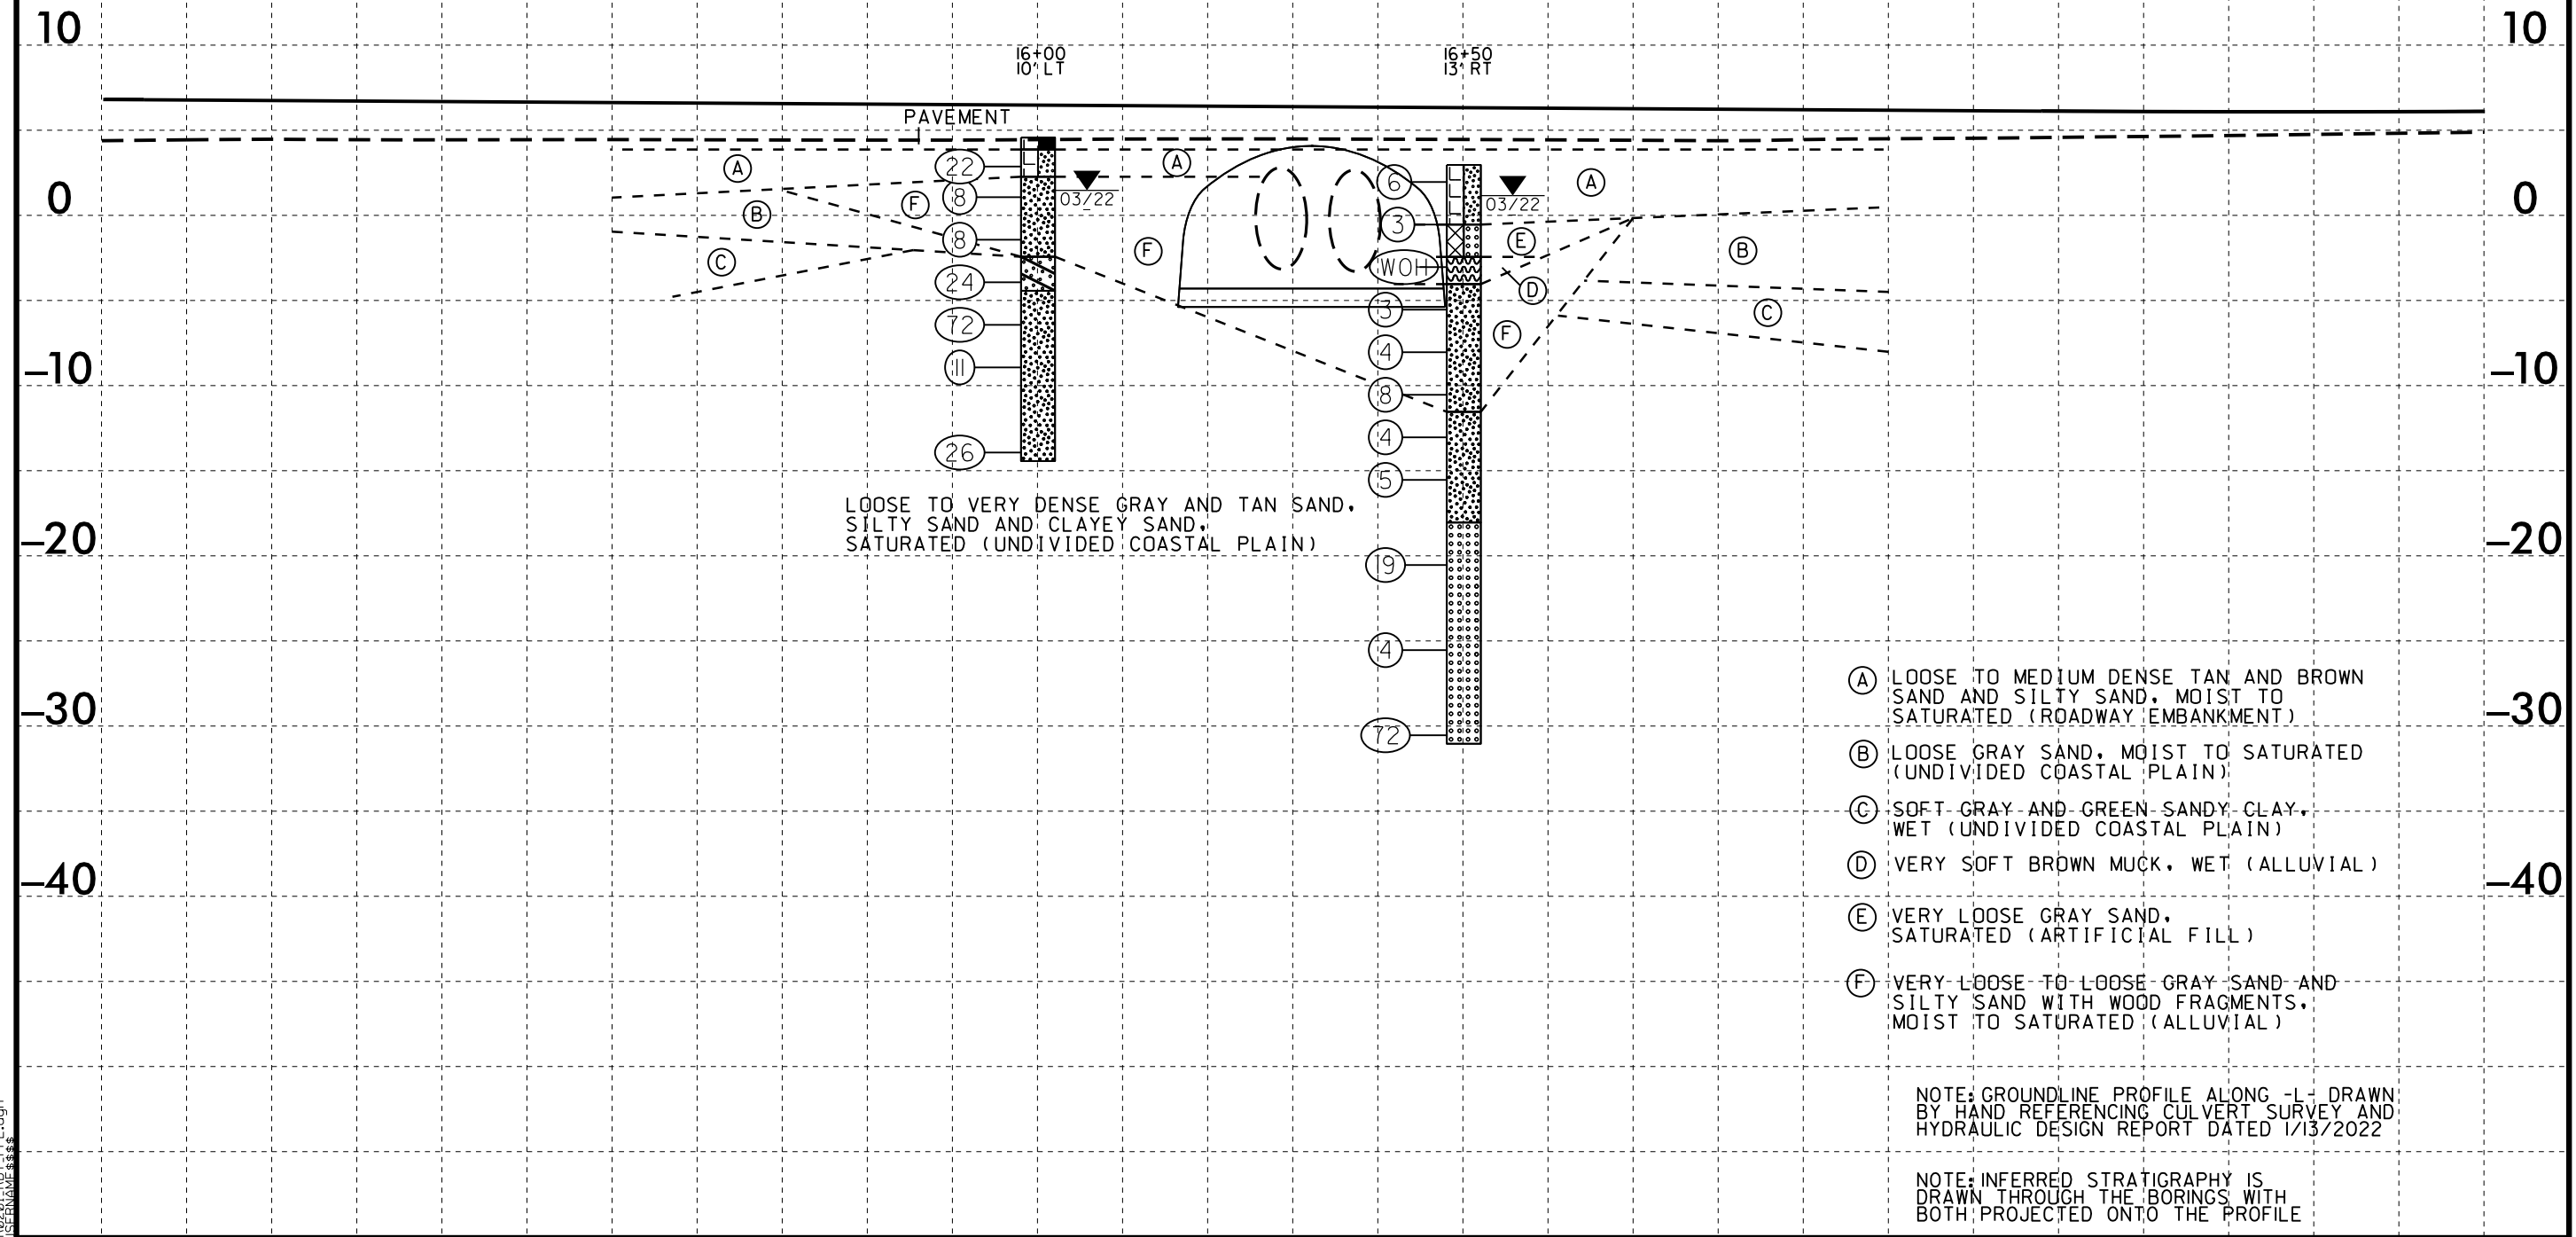 10
10
16+00
10' LT
16+50
13' RT
PAVEMENT
A
22
A
6
A
0
8
F
03/22
03/22
0
B
3
8
F
E
B
C
WOH
24
D
3
C
72
F
4
-10
11
-10
8
4
26
5
LOOSE TO VERY DENSE GRAY AND TAN SAND,
SILTY SAND AND CLAYEY SAND,
SATURATED (UNDIVIDED COASTAL PLAIN)
-20
-20
19
4
-30
-30
72
A LOOSE TO MEDIUM DENSE TAN AND BROWN
SAND AND SILTY SAND, MOIST TO
SATURATED (ROADWAY EMBANKMENT)
B LOOSE GRAY SAND, MOIST TO SATURATED
(UNDIVIDED COASTAL PLAIN)
C SOFT GRAY AND GREEN SANDY CLAY,
WET (UNDIVIDED COASTAL PLAIN)
D VERY SOFT BROWN MUCK, WET (ALLUVIAL)
-40
-40
E VERY LOOSE GRAY SAND,
SATURATED (ARTIFICIAL FILL)
F VERY LOOSE TO LOOSE GRAY SAND AND
SILTY SAND WITH WOOD FRAGMENTS,
MOIST TO SATURATED (ALLUVIAL)
NOTE: GROUNDLINE PROFILE ALONG -L- DRAWN
BY HAND REFERENCING CULVERT SURVEY AND
HYDRAULIC DESIGN REPORT DATED 1/13/2022
NOTE: INFERRED STRATIGRAPHY IS
DRAWN THROUGH THE BORINGS WITH
BOTH PROJECTED ONTO THE PROFILE